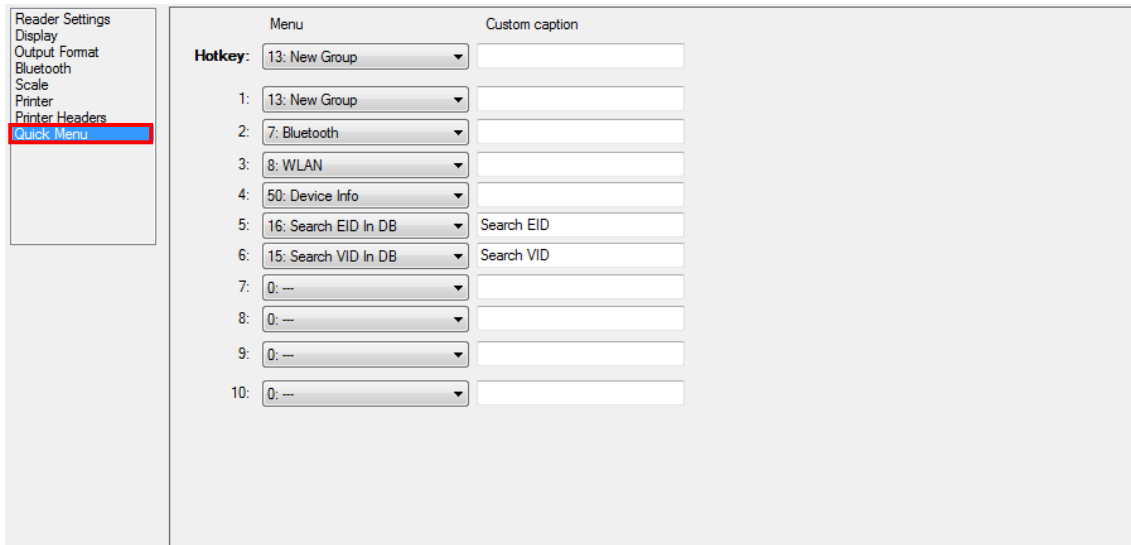 Reader Settings
Display
Output Format
Bluetooth
Scale
Printer
Printer Headers
Quick Menu
Menu Custom caption
Hotkey: 13: New Group
1: 13: New Group
2: 7: Bluetooth
3: 8: WLAN
4: 50: Device Info
5: 16: Search EID In DB Search EID
6: 15: Search VID In DB Search VID
7: 0: ---
8: 0: ---
9: 0: ---
10: 0: ---